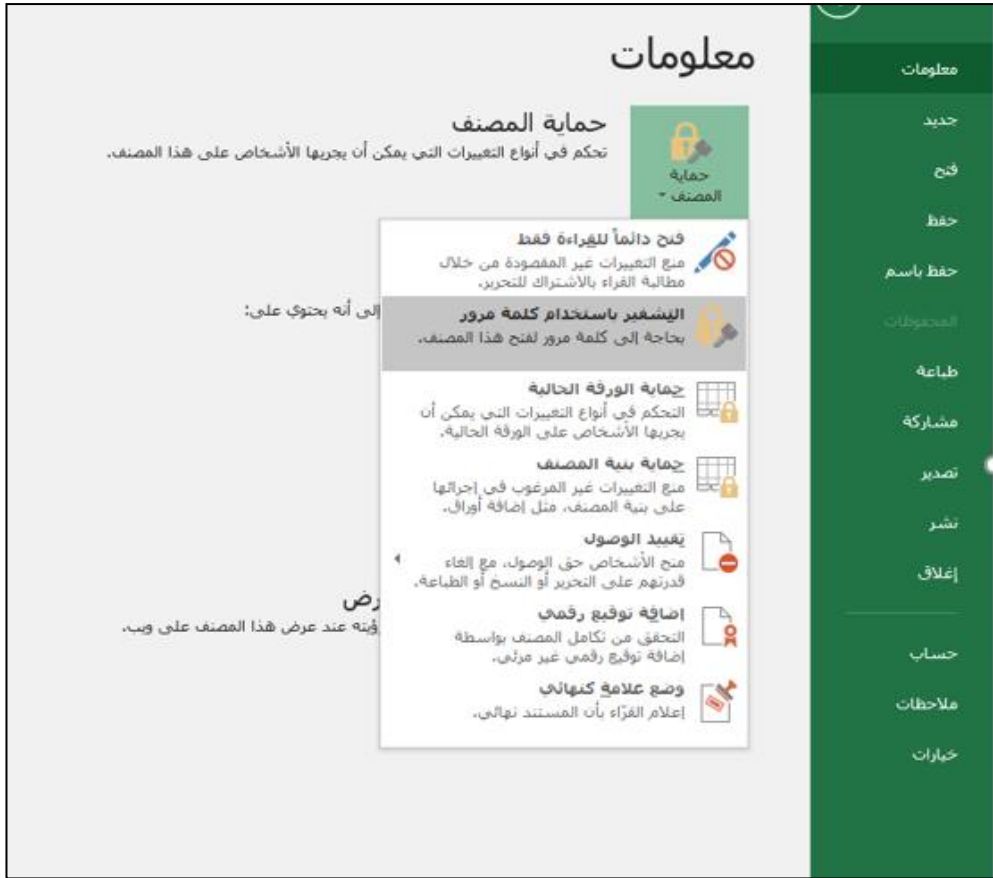 معلومات
جديد
فتح
حفظ
حفظ باسم
المحفوظات
طباعة
مشاركة
تصدير
نشر
إغلاق
حساب
ملاحظات
خيارات
معلومات
حماية المصنف
تحكم في أنواع التغييرات التي يمكن أن يجريها الأشخاص على هذا المصنف.
حماية
المصنف
فتح دائماً للقراءة فقط
منع التغييرات غير المقصودة من خلال
مطالبة القراء بالاشتراك للتحرير.
التشفير باستخدام كلمة مرور
بحاجة إلى كلمة مرور لفتح هذا المصنف.
إلى أنه يحتوي على:
حماية الورقة الحالية
التحكم في أنواع التغييرات التي يمكن أن
يجريها الأشخاص على الورقة الحالية.
حماية بنية المصنف
منع التغييرات غير المرغوب في إجرائها
على بنية المصنف، مثل إضافة أوراق.
تقييد الوصول
منح الأشخاص حق الوصول، مع إلغاء
قدرتهم على التحرير أو النسخ أو الطباعة.
إضافة توقيع رقمي
التحقق من تكامل المصنف بواسطة
إضافة توقيع رقمي غير مرئي.
وضع علامة كنهائي
إعلام القرّاء بأن المستند نهائي.
عند عرض هذا المصنف على ويب.